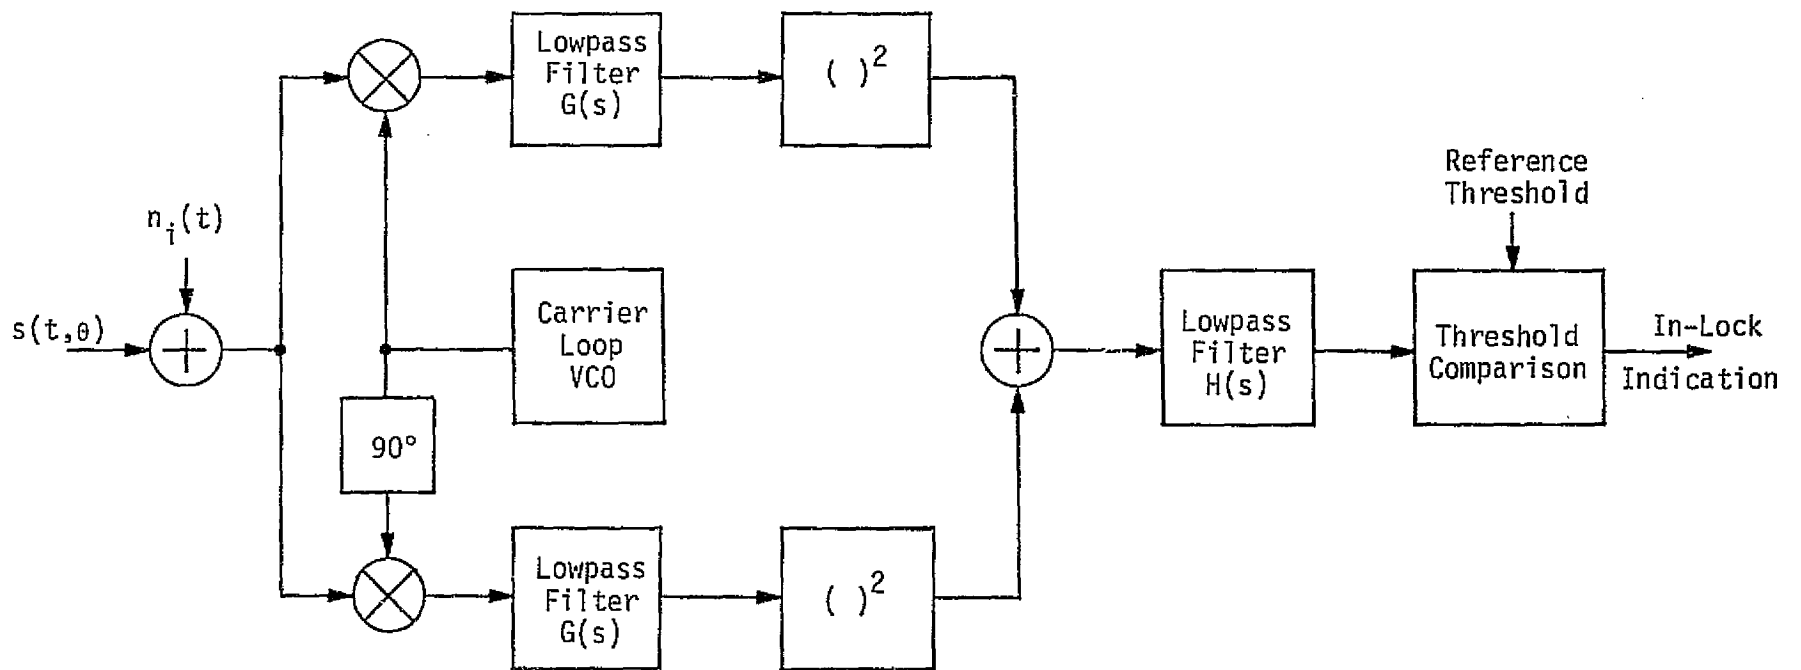 Lowpass
Filter
G(s)
( )²
Reference
Threshold
nᵢ(t)
s(t,θ)
Carrier
Loop
VCO
Lowpass
Filter
H(s)
Threshold
Comparison
In-Lock
Indication
90°
Lowpass
Filter
G(s)
( )²